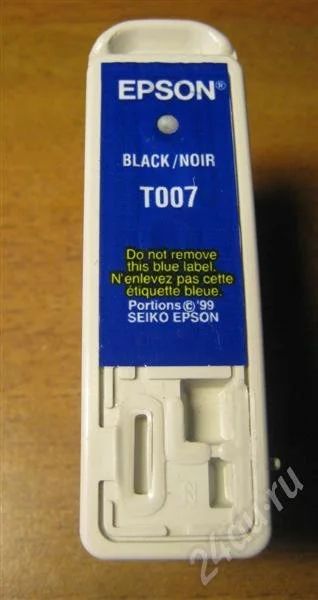 EPSON®
BLACK/NOIR
T007
Do not remove
this blue label.
N'enlevez pas cette
étiquette bleue.
Portions © '99
SEIKO EPSON
24au.ru